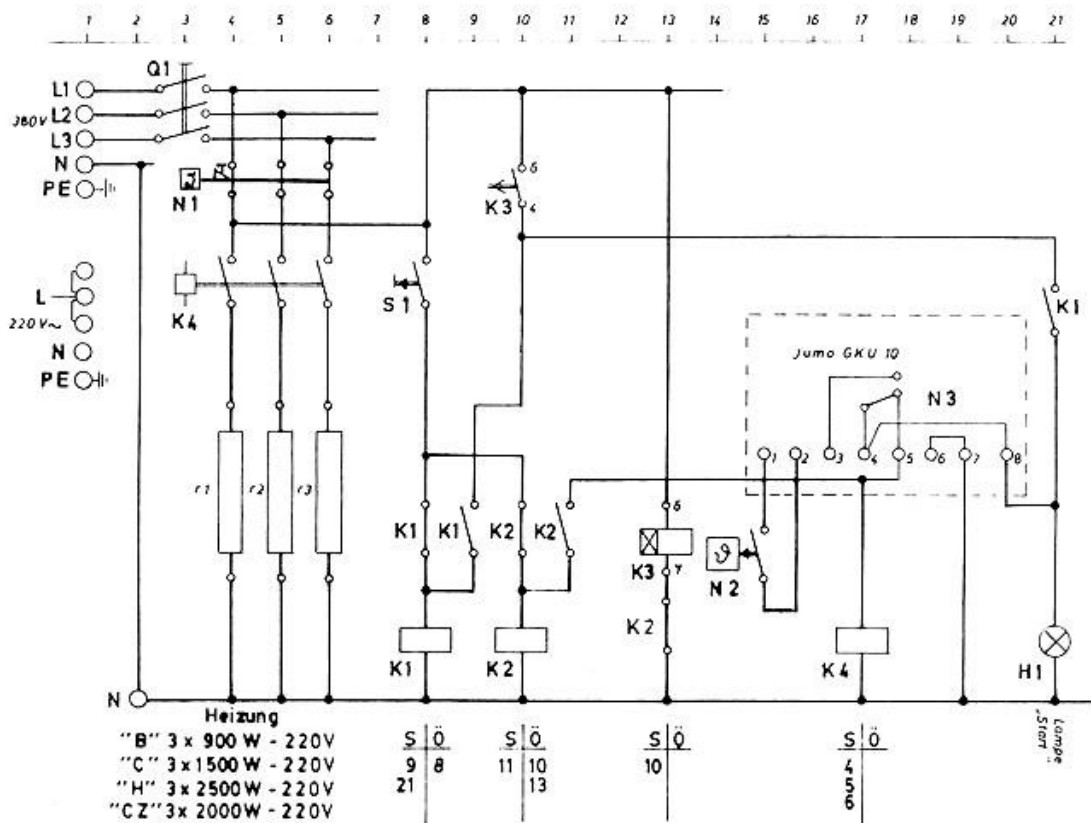 1 2 3 4 5 6 7 8 9 10 11 12 13 14 15 16 17 18 19 20 21
Q1
L1
380V L2
L3
N
PE
N1
K3
6
4
L
220V~
N
PE
K4
S1
K1
Jumo GKU 10
N3
1 2 3 4 5 6 7 8
r1 r2 r3
K1 K1 K2 K2
6
K3 7
ϑ
N2
K2
K1 K2 K4 H1
N
Lampe
"Start"
Heizung
"B" 3 x 900 W - 220V
"C" 3 x 1500 W - 220V
"H" 3 x 2500 W - 220V
"CZ" 3 x 2000 W - 220V
S Ö S Ö S Ö S Ö
9 8 11 10 10 4
21 13 5
6